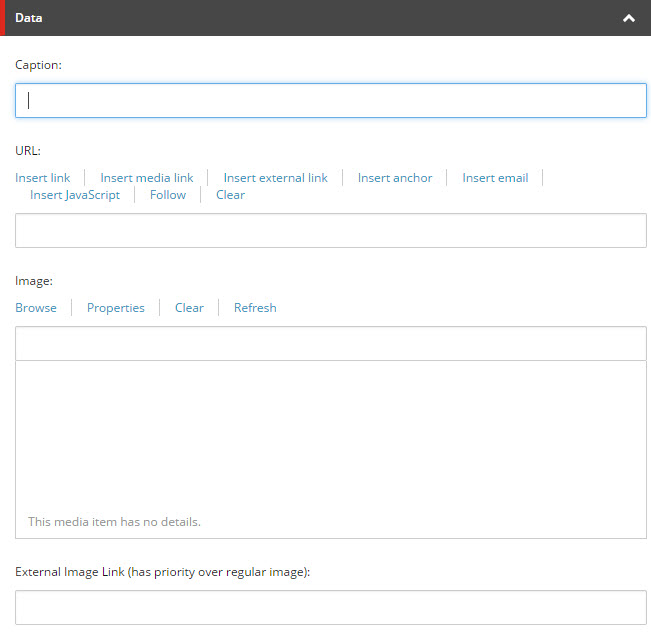 Data
Caption:
URL:
Insert link Insert media link Insert external link Insert anchor Insert email
Insert JavaScript Follow Clear
Image:
Browse Properties Clear Refresh
This media item has no details.
External Image Link (has priority over regular image):